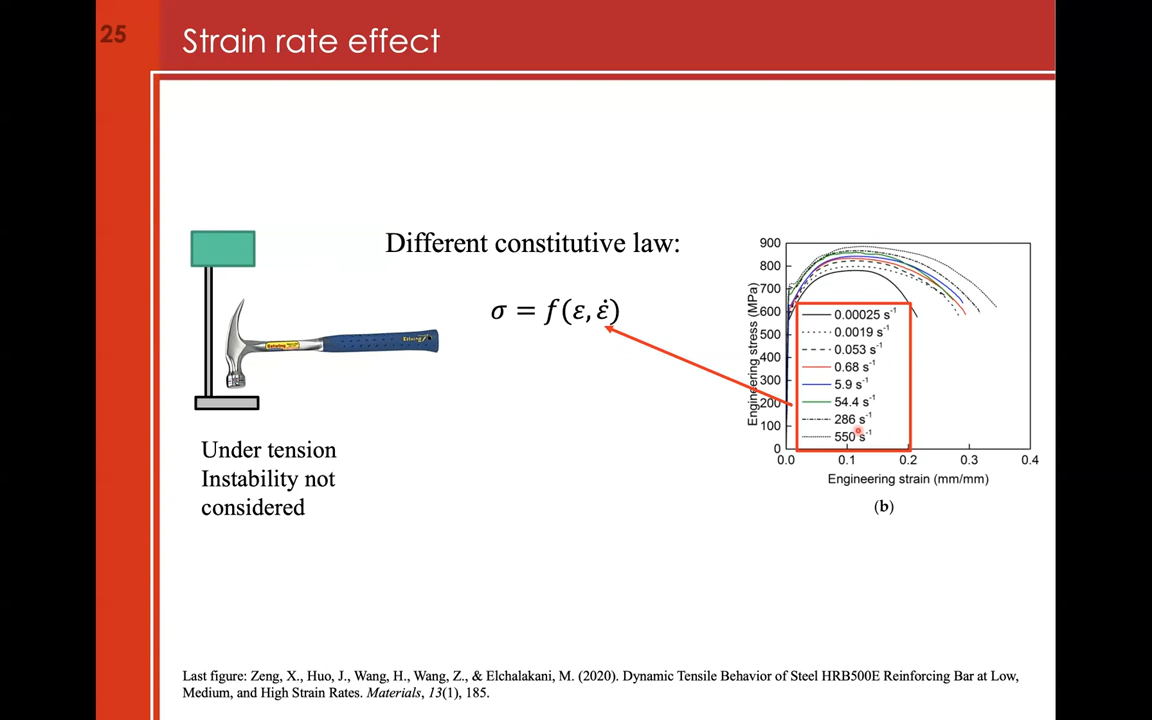 25
Strain rate effect
Different constitutive law:
σ = f(ε, ε̇)
Under tension
Instability not
considered
Estwing
Engineering stress (MPa)
900
800
700
600
500
400
300
200
100
0
0.00025 s⁻¹
0.0019 s⁻¹
0.053 s⁻¹
0.68 s⁻¹
5.9 s⁻¹
54.4 s⁻¹
286 s⁻¹
550 s⁻¹
0.0 0.1 0.2 0.3 0.4
Engineering strain (mm/mm)
(b)
Last figure: Zeng, X., Huo, J., Wang, H., Wang, Z., & Elchalakani, M. (2020). Dynamic Tensile Behavior of Steel HRB500E Reinforcing Bar at Low,
Medium, and High Strain Rates. Materials, 13(1), 185.